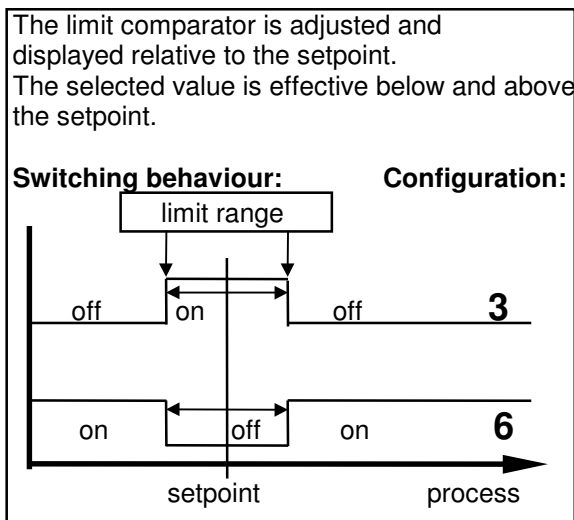 The limit comparator is adjusted and
displayed relative to the setpoint.
The selected value is effective below and above
the setpoint.
Switching behaviour: Configuration:
limit range
off on off 3
on off on 6
setpoint process